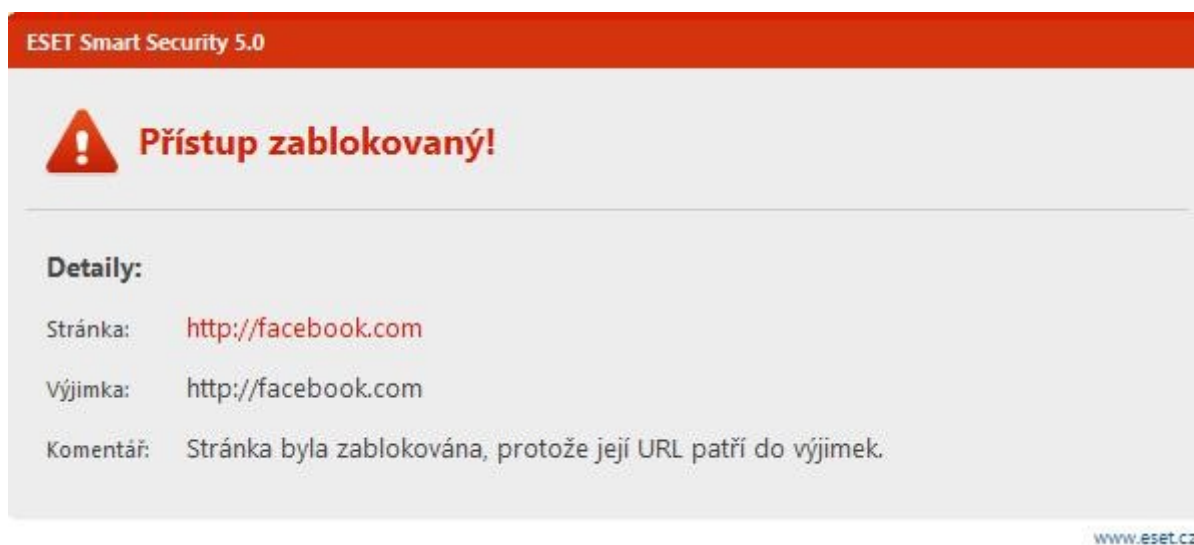 ESET Smart Security 5.0
Přístup zablokovaný!
Detaily:
Stránka: http://facebook.com
Výjimka: http://facebook.com
Komentář: Stránka byla zablokována, protože její URL patří do výjimek.
www.eset.cz